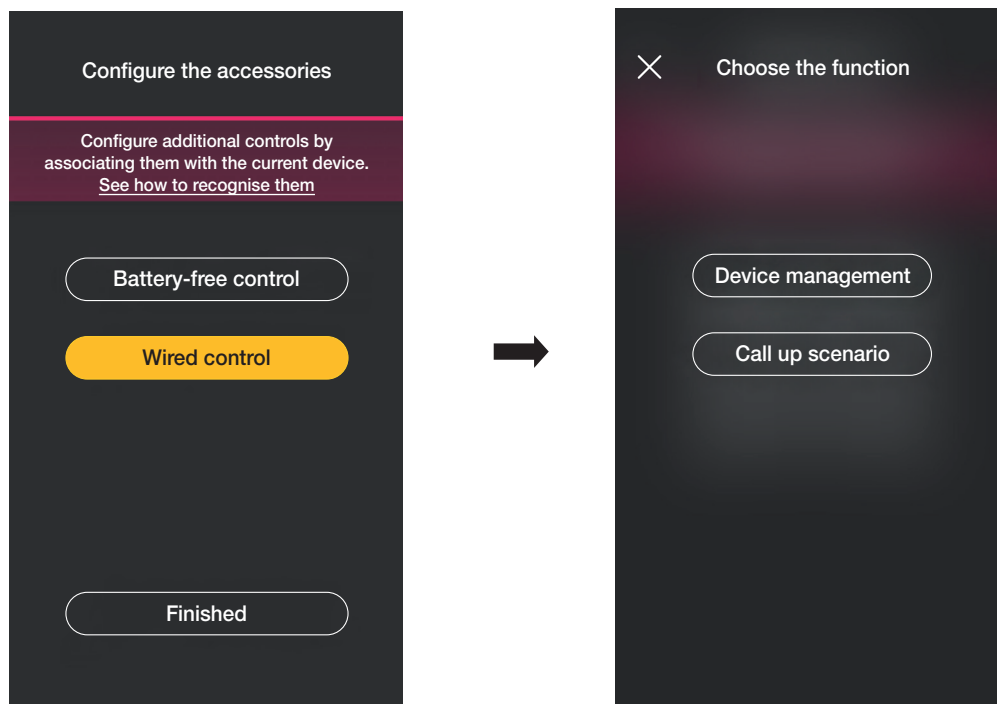 Configure the accessories
Configure additional controls by
associating them with the current device.
See how to recognise them
Battery-free control
Wired control
Finished
Choose the function
Device management
Call up scenario